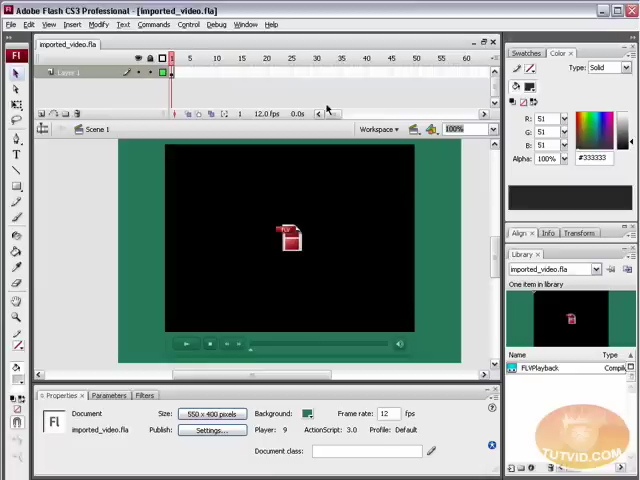 Adobe Flash CS3 Professional - [imported_video.fla]
File Edit View Insert Modify Text Commands Control Debug Window Help
imported_video.fla
1 5 10 15 20 25 30 35 40 45 50 55 60
Layer 1
1 12.0 fps 0.0s
Scene 1 Workspace 100%
FLV
Swatches Color
Type: Solid
R: 51
G: 51
B: 51
Alpha: 100% #333333
Align Info Transform
Library
imported_video.fla
One item in library
Name Type
FLVPlayback Compil
Properties Parameters Filters
Fl Document Size: 550 x 400 pixels Background: Frame rate: 12 fps
imported_video.fla Publish: Settings... Player: 9 ActionScript: 3.0 Profile: Default
Document class:
TUTVID.COM